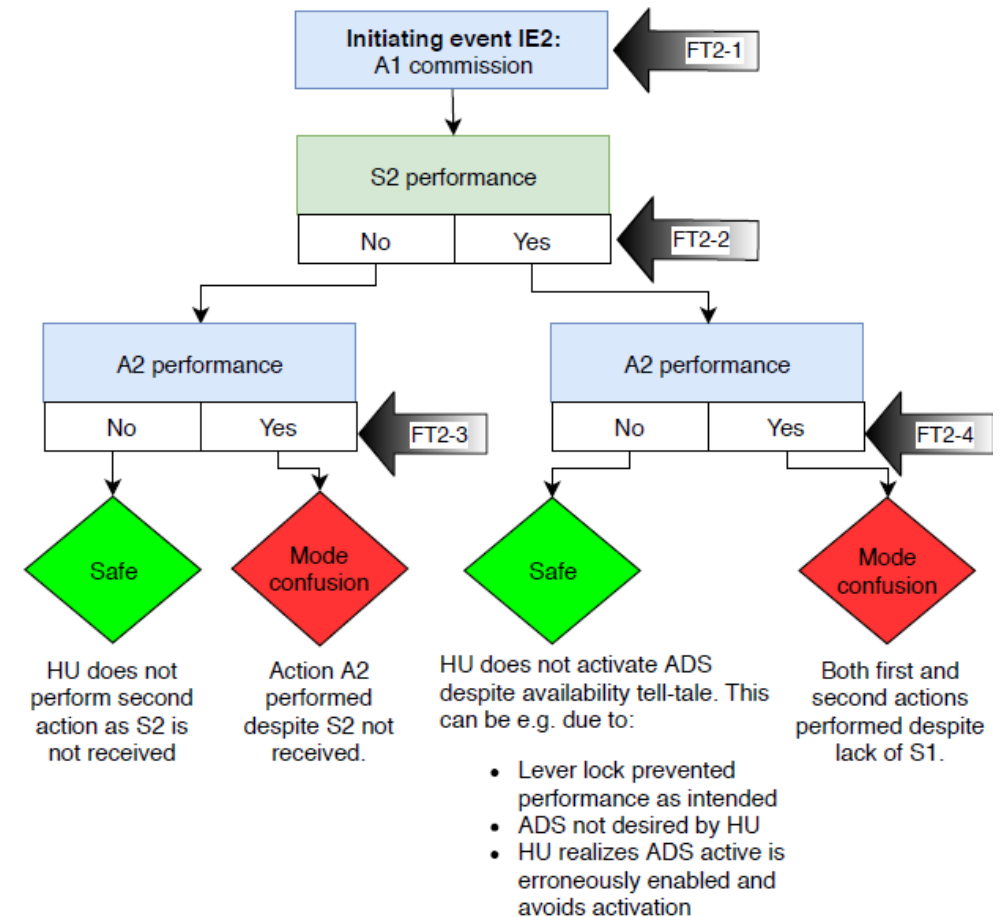 Initiating event IE2:
A1 commission
FT2-1
S2 performance
No
Yes
FT2-2
A2 performance
No
Yes
FT2-3
A2 performance
No
Yes
FT2-4
Safe
Mode
confusion
Safe
Mode
confusion
HU does not
perform second
action as S2 is
not received
Action A2
performed
despite S2 not
received.
HU does not activate ADS
despite availability tell-tale. This
can be e.g. due to:
• Lever lock prevented
performance as intended
• ADS not desired by HU
• HU realizes ADS active is
erroneously enabled and
avoids activation
Both first and
second actions
performed despite
lack of S1.